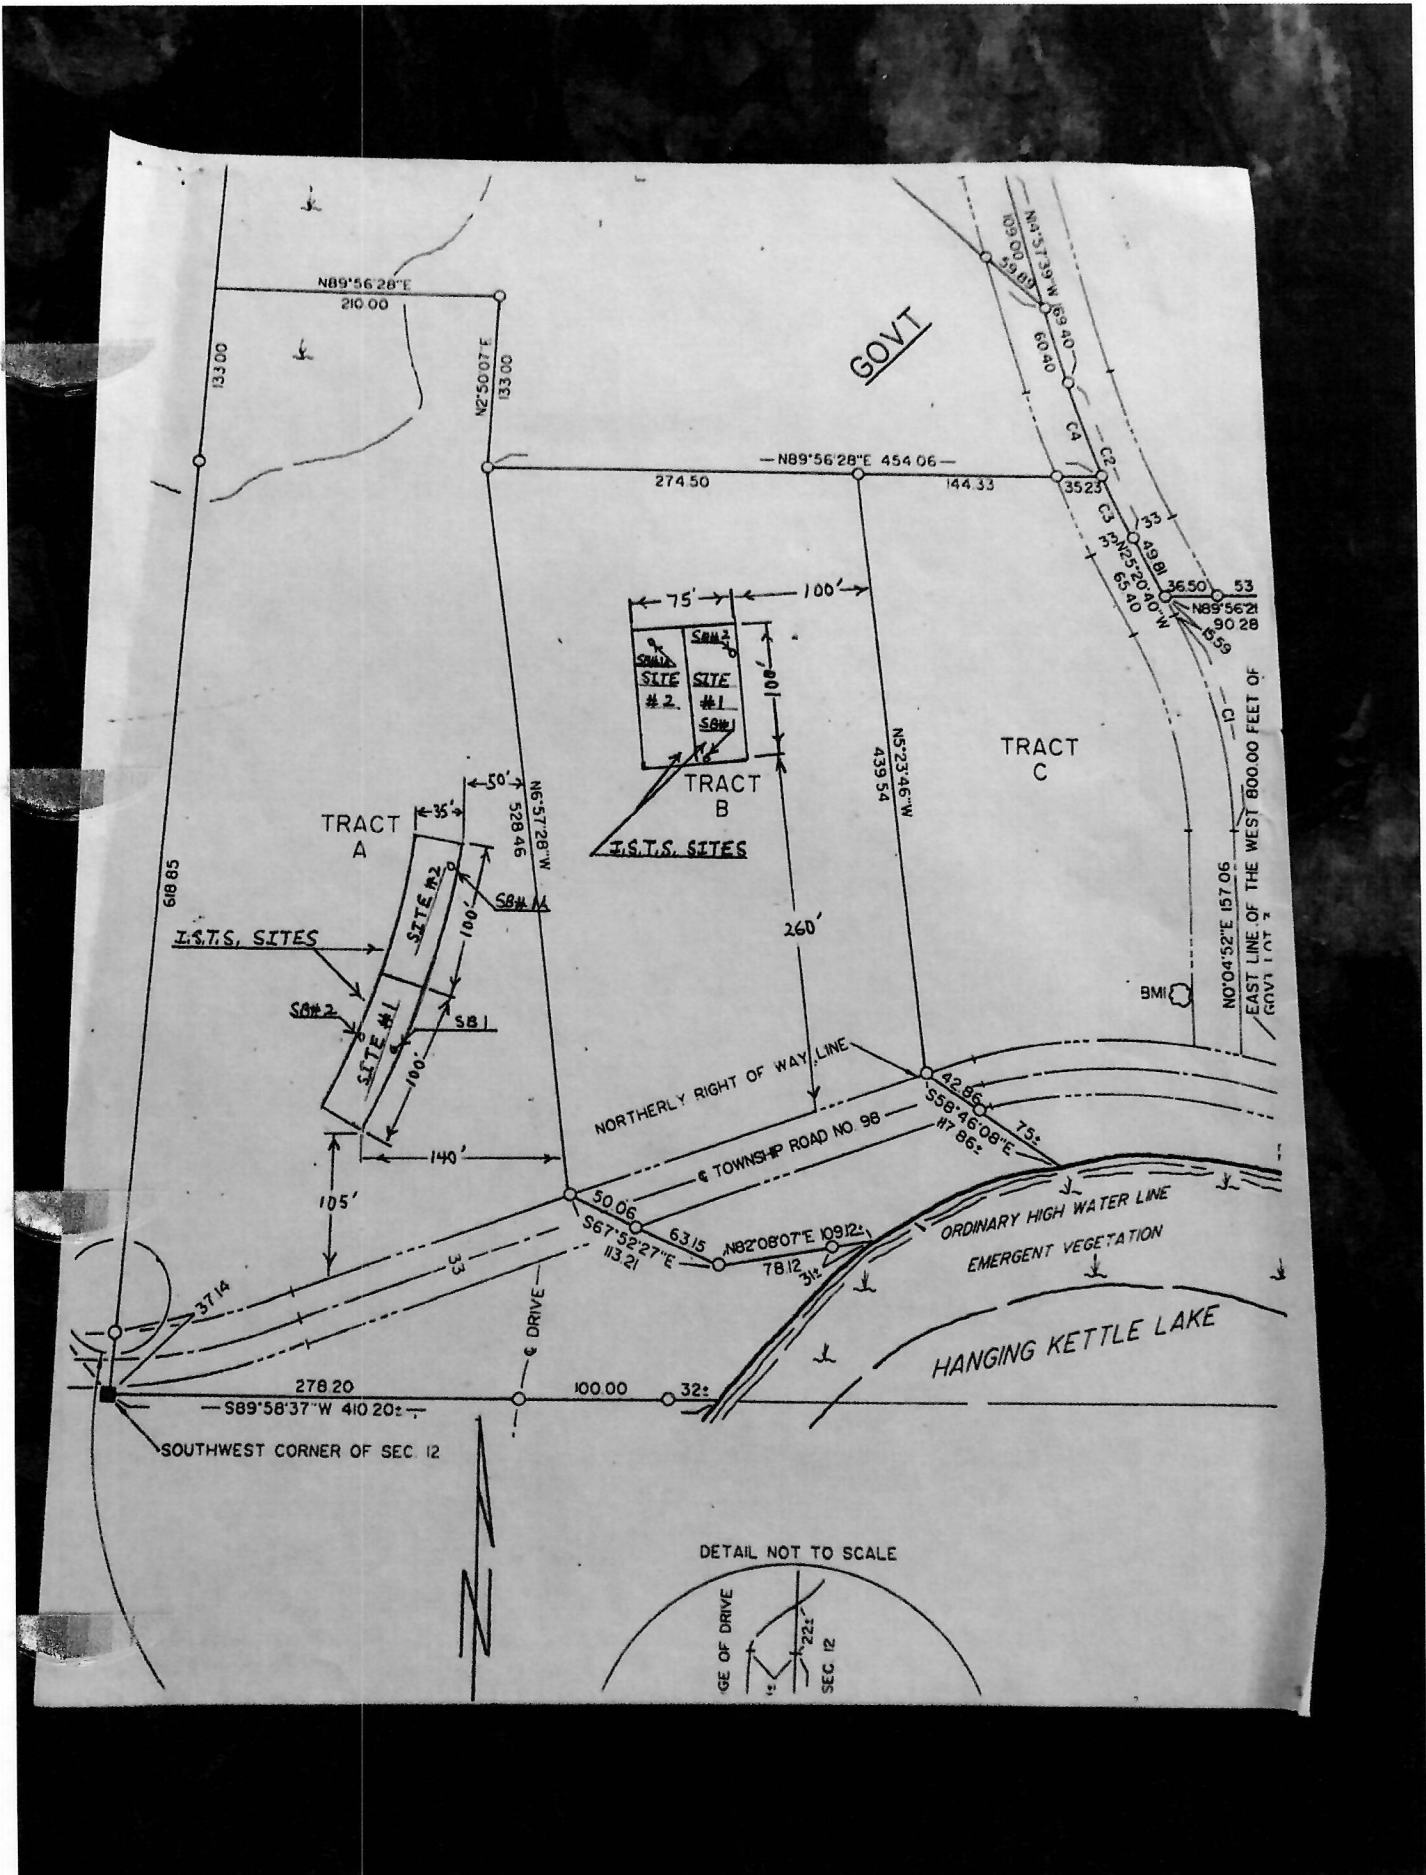 N89°56'28"E
210.00
133.00
N2°50'07"E
133.00
N14°57'39"W 169.40
109.00
59.89
60.40
GOVT
C4
C2
—N89°56'28"E 454.06—
274.50
144.33
35.23
C3
33
33
49.81
N25°20'40"W
65.40
36.50
53
N89°56'21
90.28
15.59
C1
75'
100'
SB#2
SB#1A
SITE
#2
SITE
#1
SB#1
100'
TRACT
B
I.S.T.S. SITES
260'
N5°23'46"W
439.54
TRACT
C
EAST LINE OF THE WEST 800.00 FEET OF
GOVT LOT
N0°04'52"E 157.06
BM1
50'
35'
N6°57'28"W
528.46
TRACT
A
618.85
SITE #2
SB#1A
100'
I.S.T.S. SITES
SB#2
SITE #1
SB1
100'
140'
105'
NORTHERLY RIGHT OF WAY LINE
℄ TOWNSHIP ROAD NO. 98
42.86
S58°46'08"E
117.86±
75±
50.06
S67°52'27"E
113.21
63.15
N82°08'07"E 109.12±
78.12
31±
ORDINARY HIGH WATER LINE
EMERGENT VEGETATION
HANGING KETTLE LAKE
33
37.14
℄ DRIVE
278.20
100.00
32±
—S89°58'37"W 410.20±—
SOUTHWEST CORNER OF SEC. 12
N
DETAIL NOT TO SCALE
GE OF DRIVE
1±
22±
SEC. 12